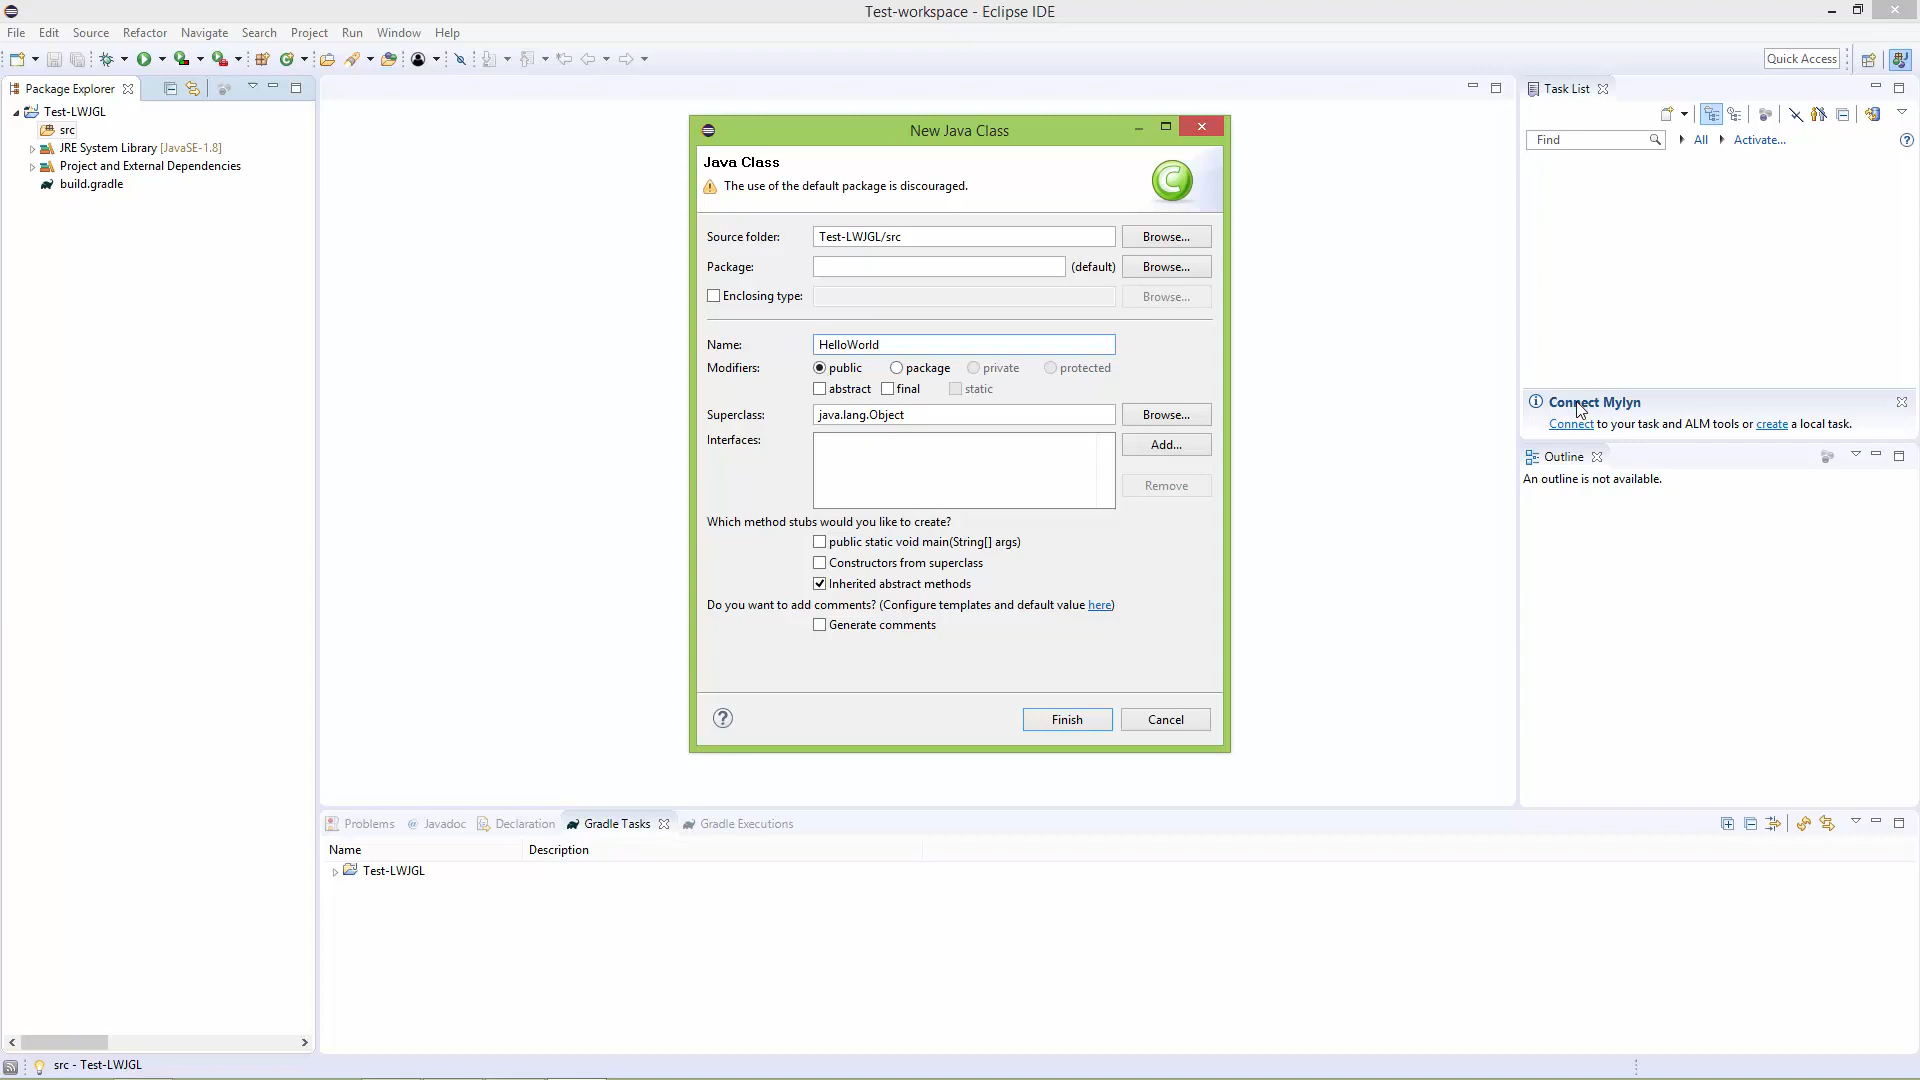 Test-workspace - Eclipse IDE
File Edit Source Refactor Navigate Search Project Run Window Help
Quick Access
Package Explorer
Test-LWJGL
src
JRE System Library [JavaSE-1.8]
Project and External Dependencies
build.gradle
New Java Class
Java Class
The use of the default package is discouraged.
Source folder: Test-LWJGL/src Browse...
Package: (default) Browse...
Enclosing type: Browse...
Name: HelloWorld
Modifiers: public package private protected
abstract final static
Superclass: java.lang.Object Browse...
Interfaces: Add...
Remove
Which method stubs would you like to create?
public static void main(String[] args)
Constructors from superclass
Inherited abstract methods
Do you want to add comments? (Configure templates and default value here)
Generate comments
Finish Cancel
Task List
Find All Activate...
Connect Mylyn
Connect to your task and ALM tools or create a local task.
Outline
An outline is not available.
Problems Javadoc Declaration Gradle Tasks Gradle Executions
Name Description
Test-LWJGL
src - Test-LWJGL